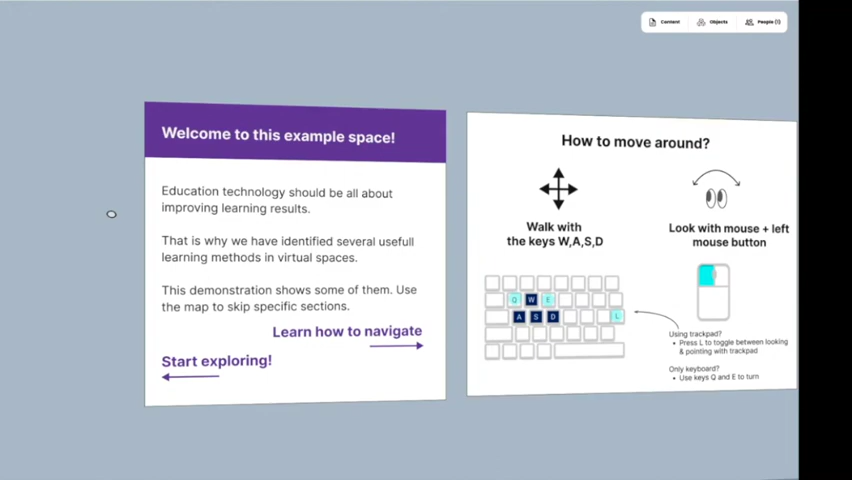 Content Objects People (1)
Welcome to this example space!
Education technology should be all about
improving learning results.
That is why we have identified several usefull
learning methods in virtual spaces.
This demonstration shows some of them. Use
the map to skip specific sections.
Learn how to navigate
Start exploring!
How to move around?
Walk with
the keys W,A,S,D
Look with mouse + left
mouse button
Q W E
A S D L
Using trackpad?
• Press L to toggle between looking
& pointing with trackpad
Only keyboard?
• Use keys Q and E to turn